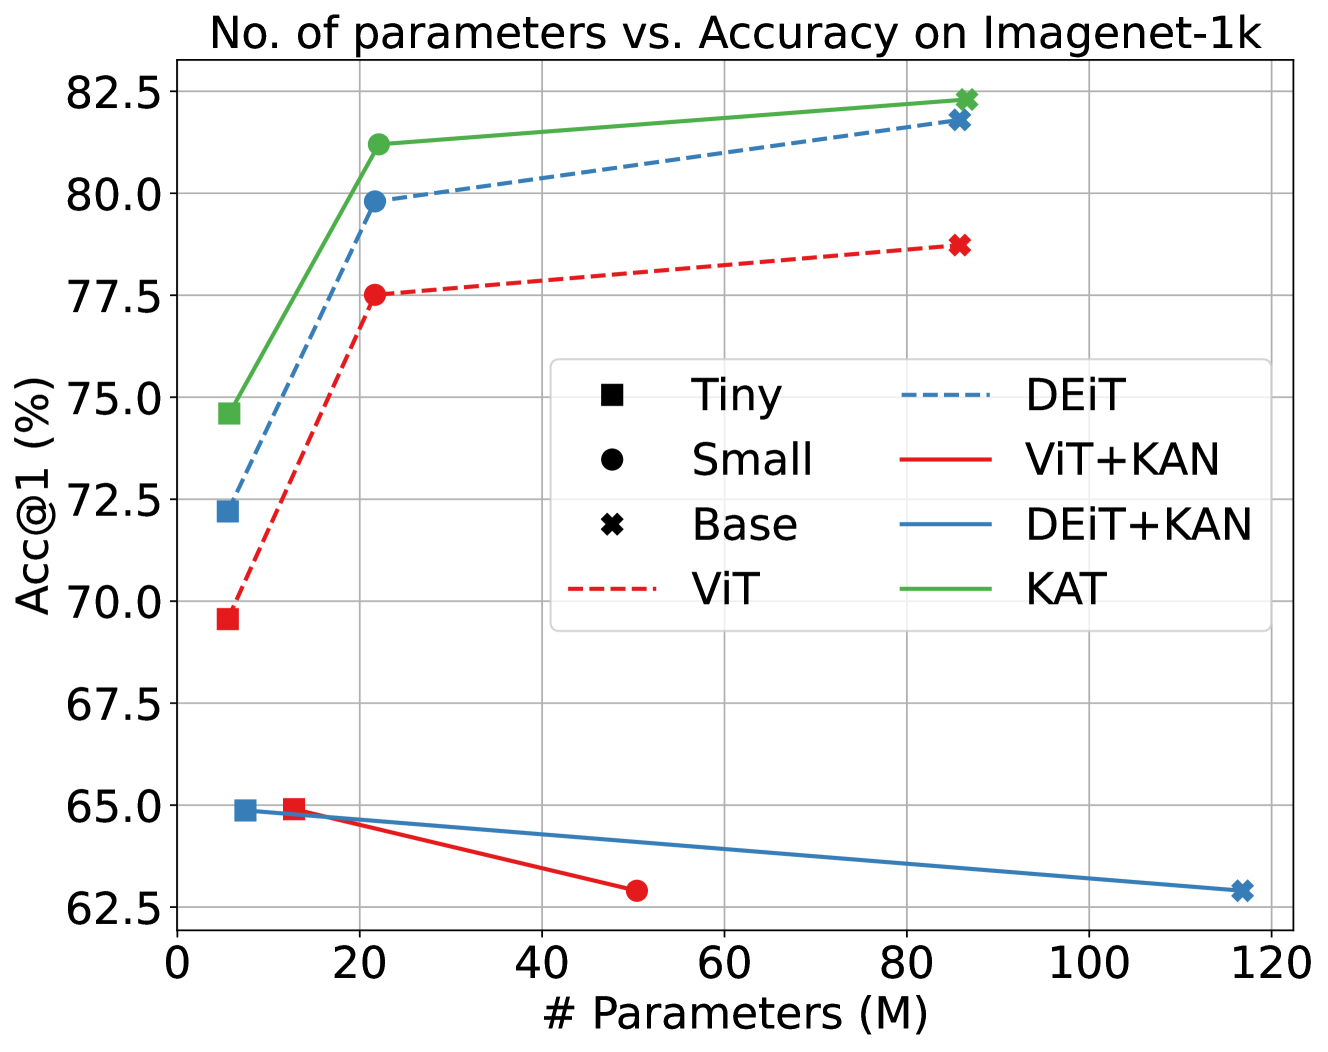 No. of parameters vs. Accuracy on Imagenet-1k
82.5
80.0
77.5
75.0
72.5
70.0
67.5
65.0
62.5
Acc@1 (%)
Tiny
Small
Base
ViT
DEiT
ViT+KAN
DEiT+KAN
KAT
0 20 40 60 80 100 120
# Parameters (M)